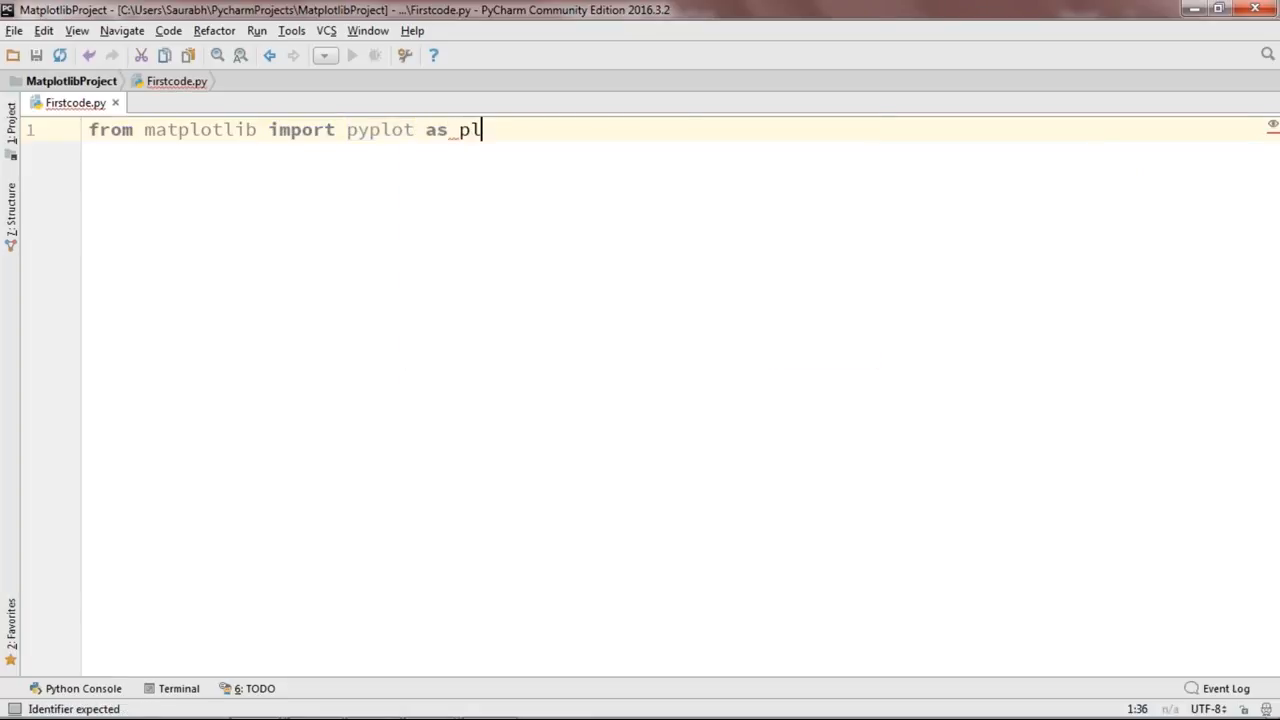 MatplotlibProject - [C:\Users\Saurabh\PycharmProjects\MatplotlibProject] - ...\Firstcode.py - PyCharm Community Edition 2016.3.2
File Edit View Navigate Code Refactor Run Tools VCS Window Help
MatplotlibProject Firstcode.py
Firstcode.py
1 from matplotlib import pyplot as pl
1: Project
7: Structure
2: Favorites
Python Console Terminal 6: TODO Event Log
Identifier expected 1:36 n/a UTF-8